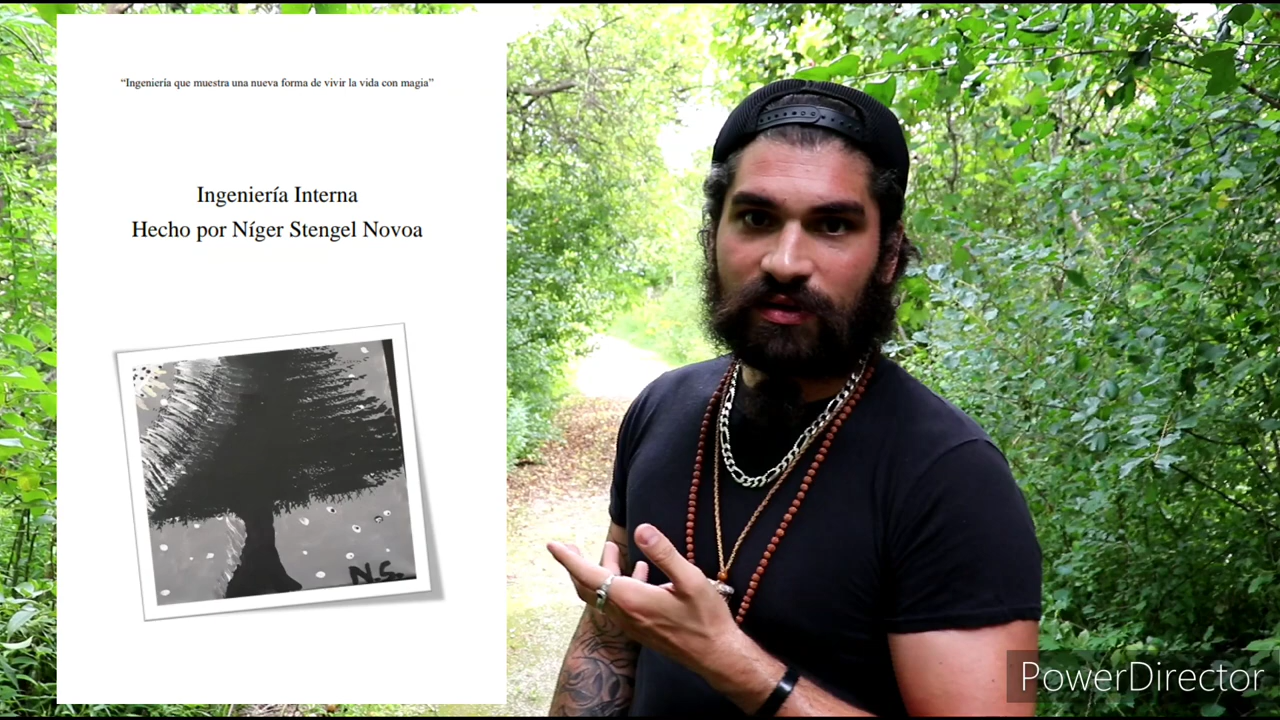 “Ingeniería que muestra una nueva forma de vivir la vida con magia”
Ingeniería Interna
Hecho por Níger Stengel Novoa
N.S.
PowerDirector